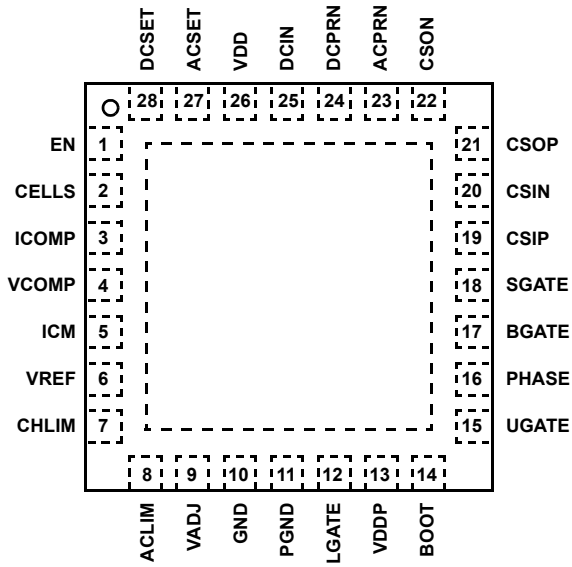 DCSET
ACSET
VDD
DCIN
DCPRN
ACPRN
CSON
28 27 26 25 24 23 22
EN 1
CELLS 2
ICOMP 3
VCOMP 4
ICM 5
VREF 6
CHLIM 7
21 CSOP
20 CSIN
19 CSIP
18 SGATE
17 BGATE
16 PHASE
15 UGATE
8 9 10 11 12 13 14
ACLIM
VADJ
GND
PGND
LGATE
VDDP
BOOT